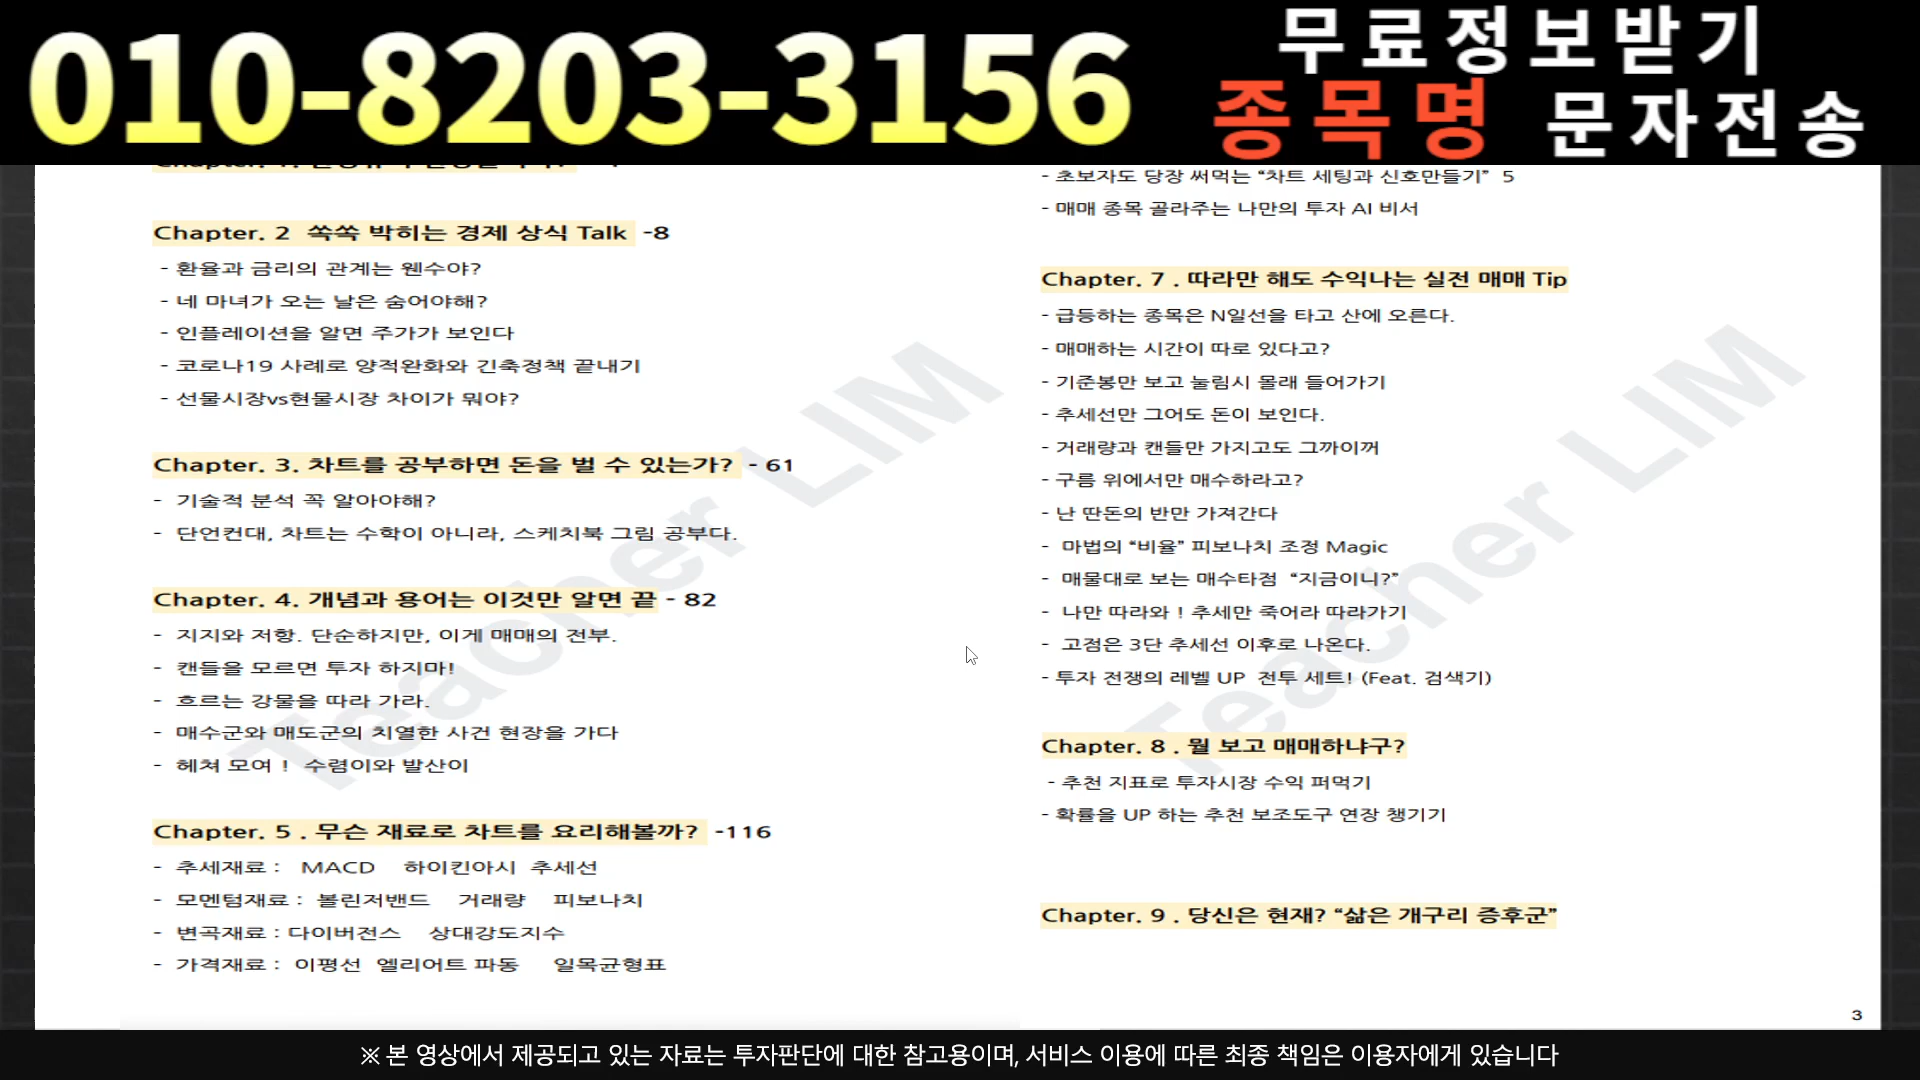 010-8203-3156
무료정보받기
종목명 문자전송
Chapter. 2 쏙쏙 박히는 경제 상식 Talk -8
- 환율과 금리의 관계는 웬수야?
- 네 마녀가 오는 날은 숨어야해?
- 인플레이션을 알면 주가가 보인다
- 코로나19 사례로 양적완화와 긴축정책 끝내기
- 선물시장vs현물시장 차이가 뭐야?
Chapter. 3. 차트를 공부하면 돈을 벌 수 있는가? - 61
- 기술적 분석 꼭 알아야해?
- 단언컨대, 차트는 수학이 아니라, 스케치북 그림 공부다.
Chapter. 4. 개념과 용어는 이것만 알면 끝 - 82
- 지지와 저항. 단순하지만, 이게 매매의 전부.
- 캔들을 모르면 투자 하지마!
- 흐르는 강물을 따라 가라.
- 매수군와 매도군의 치열한 사건 현장을 가다
- 헤쳐 모여 ! 수렴이와 발산이
Chapter. 5 . 무슨 재료로 차트를 요리해볼까? -116
- 추세재료 : MACD 하이킨아시 추세선
- 모멘텀재료 : 볼린저밴드 거래량 피보나치
- 변곡재료 : 다이버전스 상대강도지수
- 가격재료 : 이평선 엘리어트 파동 일목균형표
- 초보자도 당장 써먹는 “차트 세팅과 신호만들기” 5
- 매매 종목 골라주는 나만의 투자 AI 비서
Chapter. 7 . 따라만 해도 수익나는 실전 매매 Tip
- 급등하는 종목은 N일선을 타고 산에 오른다.
- 매매하는 시간이 따로 있다고?
- 기준봉만 보고 눌림시 몰래 들어가기
- 추세선만 그어도 돈이 보인다.
- 거래량과 캔들만 가지고도 그까이꺼
- 구름 위에서만 매수하라고?
- 난 딴돈의 반만 가져간다
- 마법의 “비율” 피보나치 조정 Magic
- 매물대로 보는 매수타점 “지금이니?”
- 나만 따라와 ! 추세만 죽어라 따라가기
- 고점은 3단 추세선 이후로 나온다.
- 투자 전쟁의 레벨 UP 전투 세트! (Feat. 검색기)
Chapter. 8 . 뭘 보고 매매하냐구?
- 추천 지표로 투자시장 수익 퍼먹기
- 확률을 UP 하는 추천 보조도구 연장 챙기기
Chapter. 9 . 당신은 현재? “삶은 개구리 증후군”
Teacher LIM
Teacher LIM
3
※ 본 영상에서 제공되고 있는 자료는 투자판단에 대한 참고용이며, 서비스 이용에 따른 최종 책임은 이용자에게 있습니다